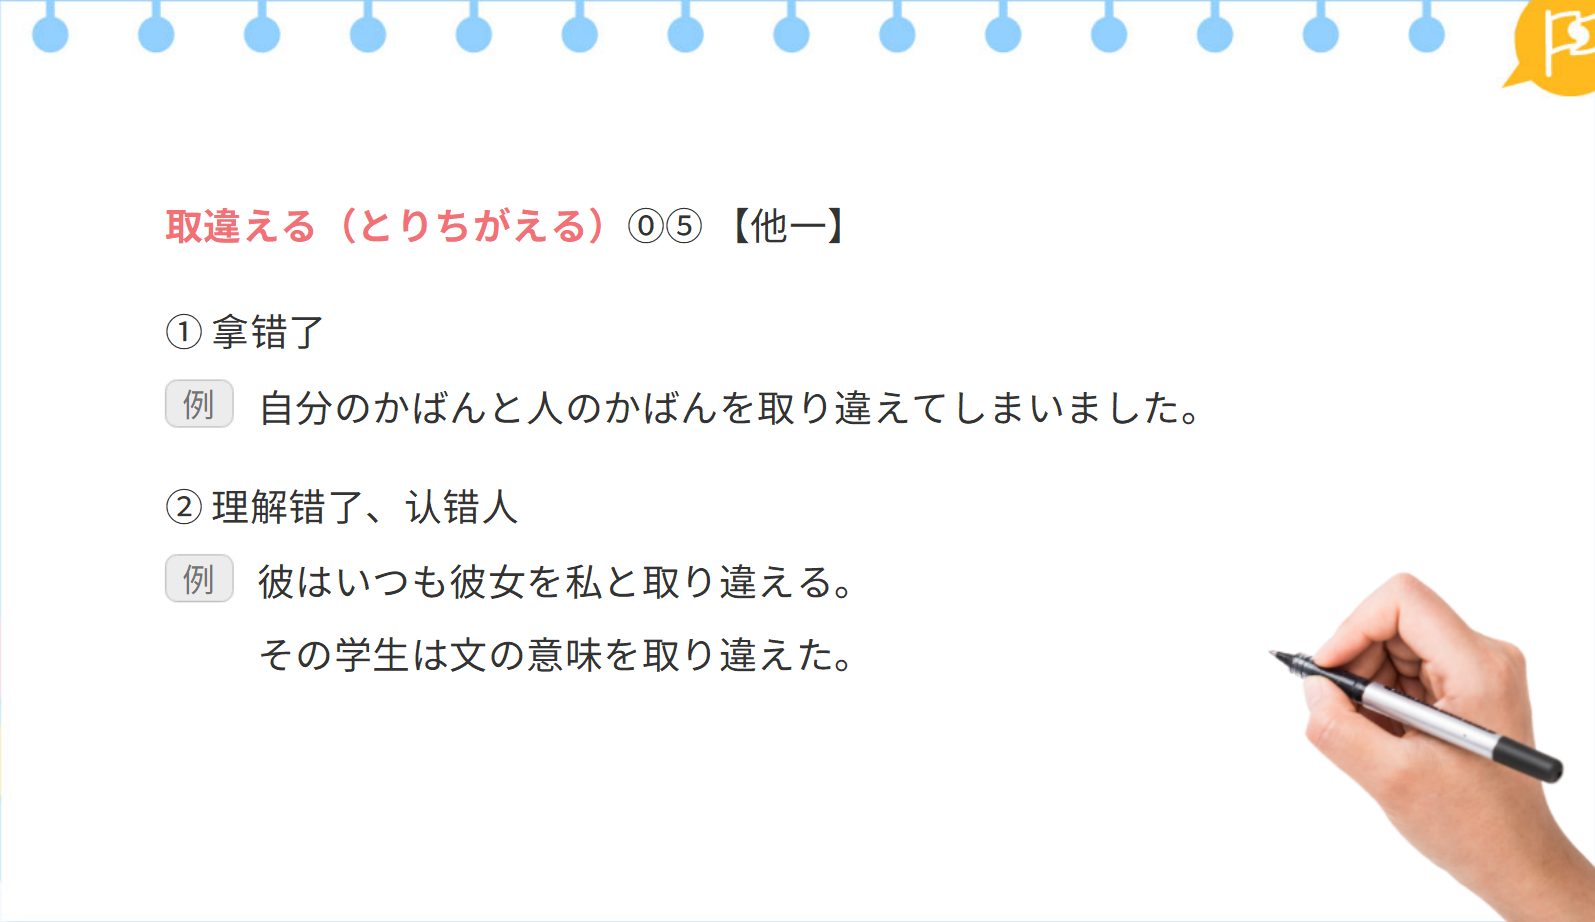 取違える（とりちがえる）⓪⑤ 【他一】
① 拿错了
例 自分のかばんと人のかばんを取り違えてしまいました。
② 理解错了、认错人
例 彼はいつも彼女を私と取り違える。
その学生は文の意味を取り違えた。